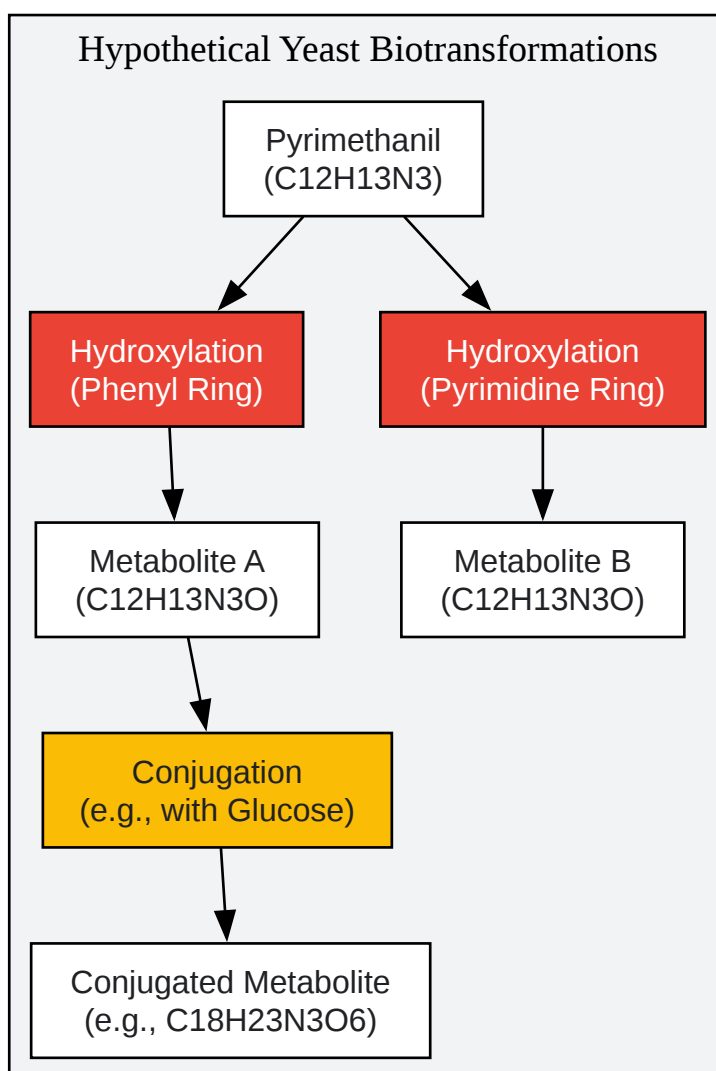 Hypothetical Yeast Biotransformations
Pyrimethanil
(C12H13N3)
Hydroxylation
(Phenyl Ring)
Hydroxylation
(Pyrimidine Ring)
Metabolite A
(C12H13N3O)
Metabolite B
(C12H13N3O)
Conjugation
(e.g., with Glucose)
Conjugated Metabolite
(e.g., C18H23N3O6)